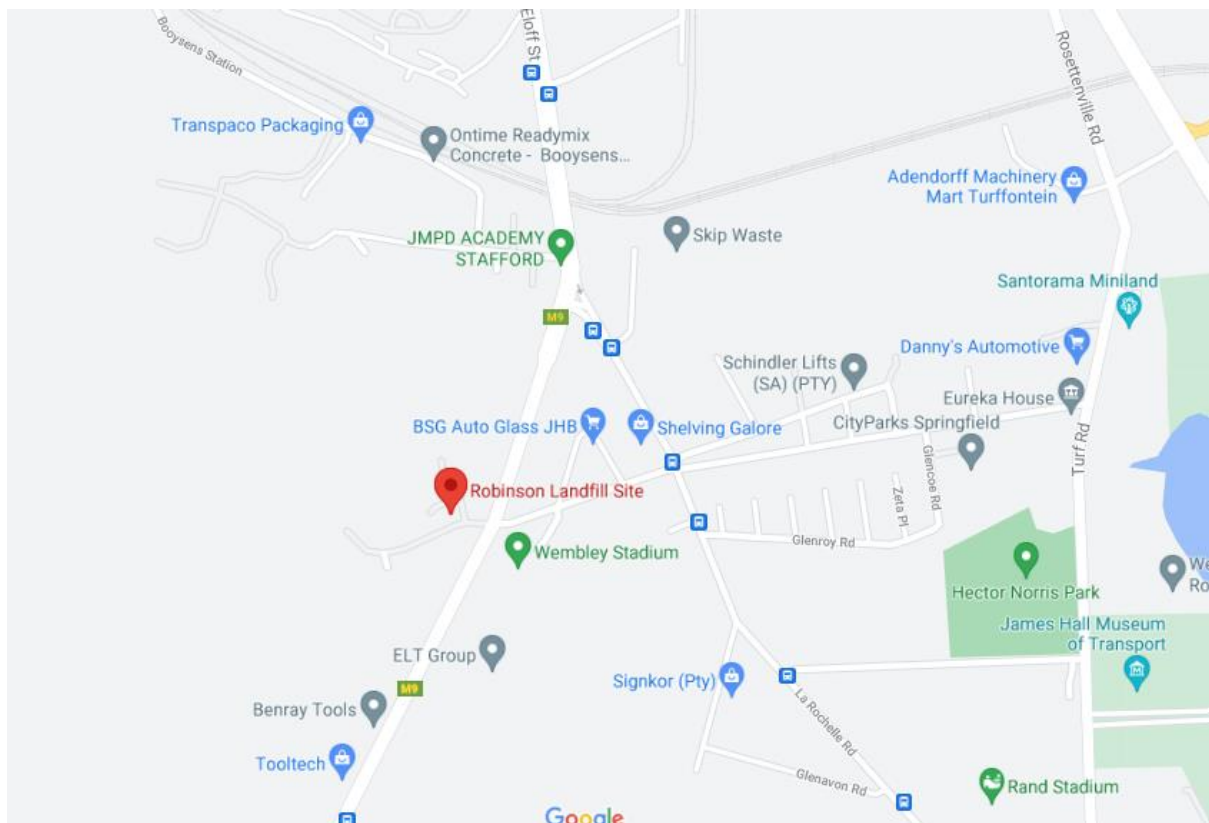 Booysens Station
Eloff St
Rosettenville Rd
Transpaco Packaging
Ontime Readymix
Concrete - Booysens...
Adendorff Machinery
Mart Turffontein
JMPD ACADEMY
STAFFORD
Skip Waste
Santorama Miniland
M9
Danny's Automotive
Schindler Lifts
(SA) (PTY)
Eureka House
CityParks Springfield
BSG Auto Glass JHB
Shelving Galore
Turf Rd
Glencoe Rd
Robinson Landfill Site
Zeta Pl
Glenroy Rd
Wembley Stadium
Hector Norris Park
We
Ro
James Hall Museum
of Transport
ELT Group
Signkor (Pty)
M9
La Rochelle Rd
Benray Tools
Tooltech
Glenavon Rd
Rand Stadium
Google